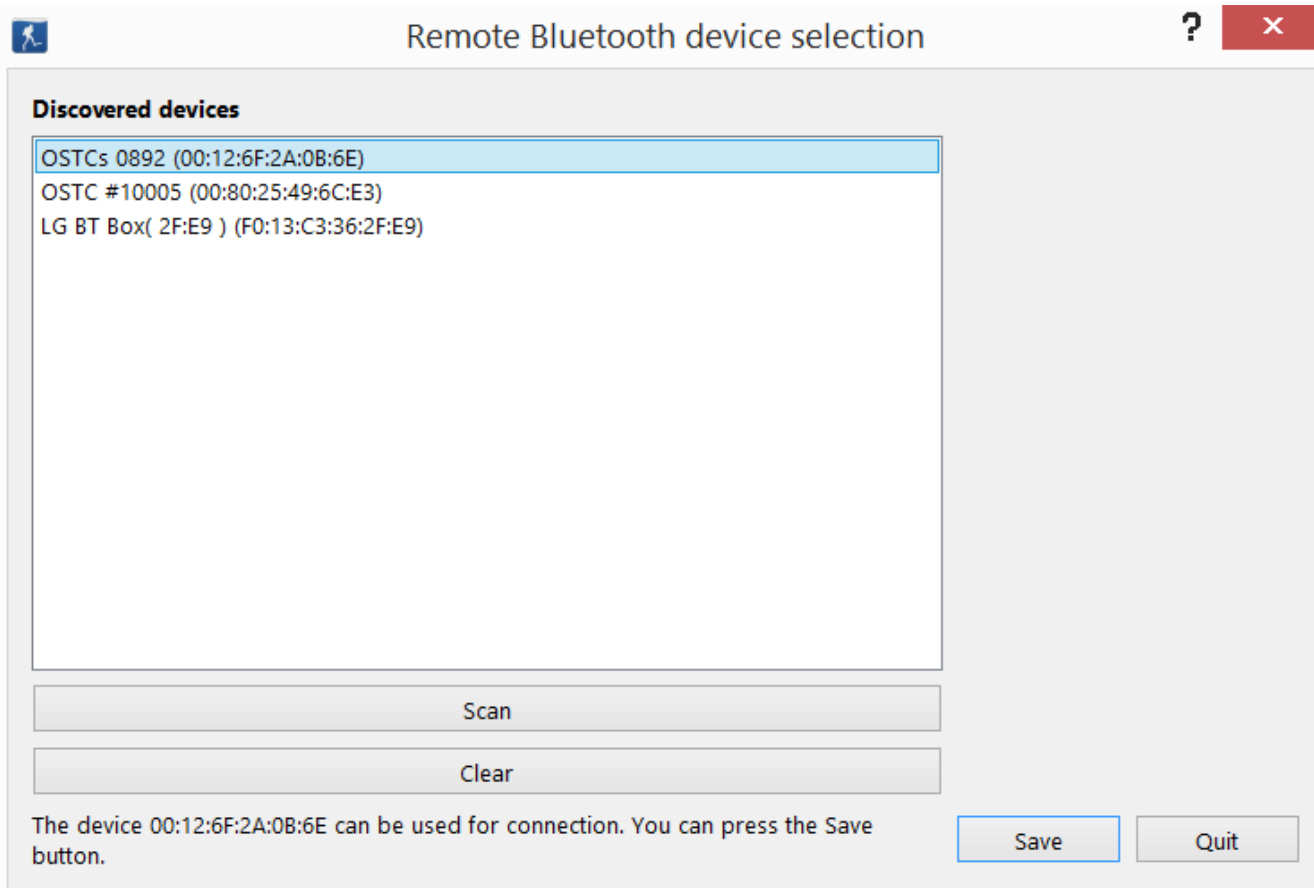 Remote Bluetooth device selection
?
Discovered devices
OSTCs 0892 (00:12:6F:2A:0B:6E)
OSTC #10005 (00:80:25:49:6C:E3)
LG BT Box( 2F:E9 ) (F0:13:C3:36:2F:E9)
Scan
Clear
The device 00:12:6F:2A:0B:6E can be used for connection. You can press the Save
button.
Save
Quit